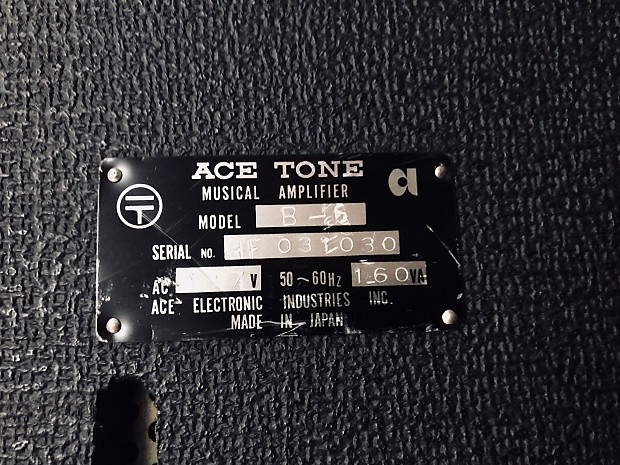 ACE TONE
MUSICAL AMPLIFIER
MODEL B-
SERIAL NO.
AC. V 50~60Hz 160VA
ACE ELECTRONIC INDUSTRIES INC.
MADE IN JAPAN